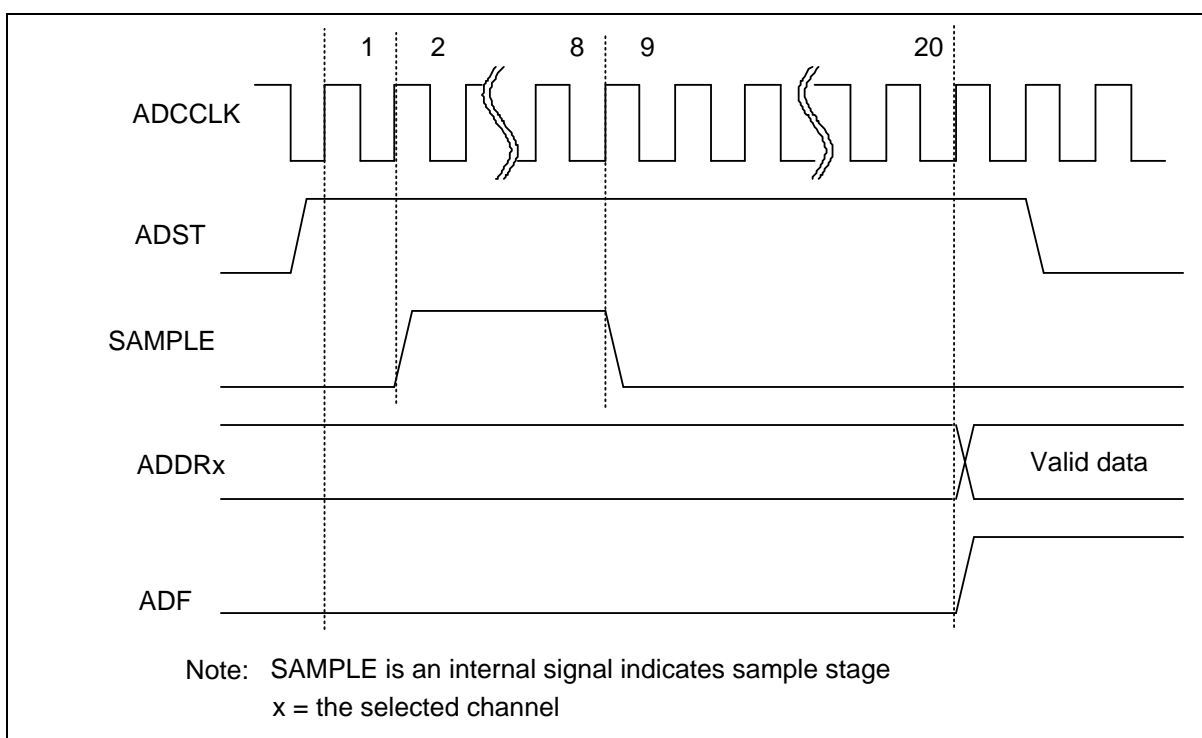 1 2 8 9 20
ADCCLK
ADST
SAMPLE
ADDRx
Valid data
ADF
Note: SAMPLE is an internal signal indicates sample stage
x = the selected channel